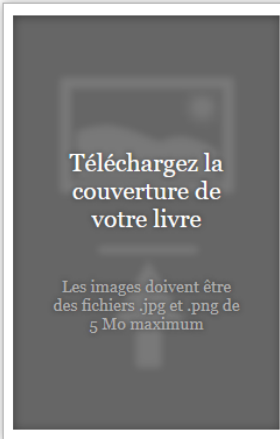 Téléchargez la
couverture de
votre livre
Les images doivent être
des fichiers .jpg et .png de
5 Mo maximum